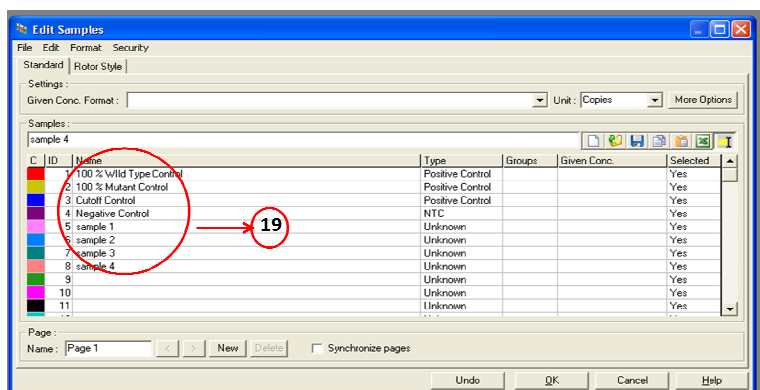 Edit Samples
File Edit Format Security
Standard Rotor Style
Settings :
Given Conc. Format : Unit : Copies More Options
Samples :
sample 4
C ID Name Type Groups Given Conc. Selected
1 100 % Wild Type Control Positive Control Yes
2 100 % Mutant Control Positive Control Yes
3 Cutoff Control Positive Control Yes
4 Negative Control NTC Yes
5 sample 1 Unknown Yes
6 sample 2 Unknown Yes
7 sample 3 Unknown Yes
8 sample 4 Unknown Yes
9 Unknown Yes
10 Unknown Yes
11 Unknown Yes
19
Page :
Name : Page 1 < > New Delete Synchronize pages
Undo OK Cancel Help